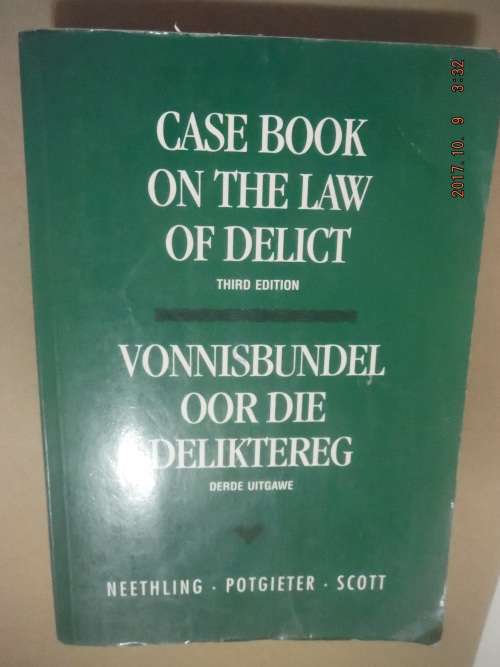 CASE BOOK
ON THE LAW
OF DELICT
THIRD EDITION
VONNISBUNDEL
OOR DIE
DELIKTEREG
DERDE UITGAWE
NEETHLING · POTGIETER · SCOTT
2017.10. 9 3:32